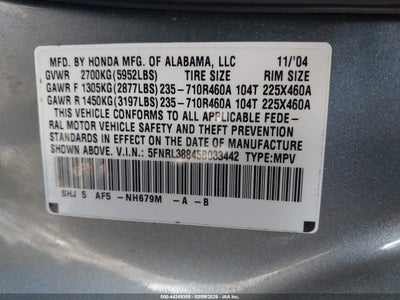 MFD. BY HONDA MFG. OF ALABAMA, LLC 11/'04
GVWR 2700KG(5952LBS) TIRE SIZE RIM SIZE
GAWR F 1305KG(2877LBS) 235-710R460A 104T 225X460A
GAWR R 1450KG(3197LBS) 235-710R460A 104T 225X460A
THIS VEHICLE CONFORMS TO ALL APPLICABLE FEDE-
RAL MOTOR VEHICLE SAFETY AND THEFT PREVENTION
STANDARDS IN EFFECT ON THE DATE OF MANUFACTURE
SHOWN ABOVE. V.I.N.: 5FNRL38845B033442 TYPE:MPV
SHJ 5 AF5 -NH679M -A -B
000-44349305 - 02/09/2026 - IAAI.COM